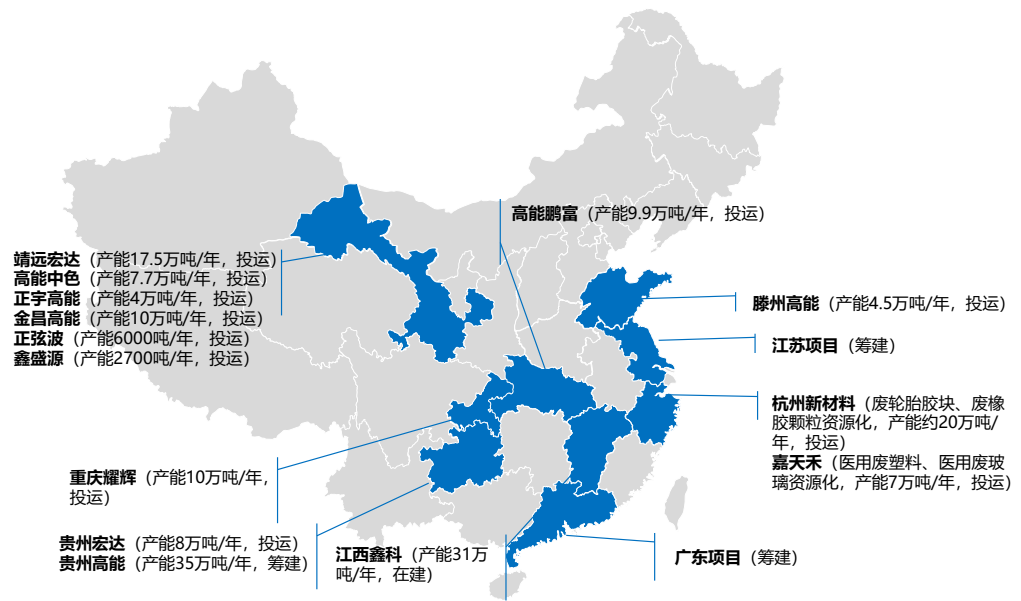 高能鹏富（产能9.9万吨/年，投运）
靖远宏达（产能17.5万吨/年，投运）
高能中色（产能7.7万吨/年，投运）
正宇高能（产能4万吨/年，投运）
金昌高能（产能10万吨/年，投运）
正弦波（产能6000吨/年，投运）
鑫盛源（产能2700吨/年，投运）
滕州高能（产能4.5万吨/年，投运）
江苏项目（筹建）
杭州新材料（废轮胎胶块、废橡
胶颗粒资源化，产能约20万吨/
年，投运）
嘉天禾（医用废塑料、医用废玻
璃资源化，产能7万吨/年，投运）
重庆耀辉（产能10万吨/年，
投运）
贵州宏达（产能8万吨/年，投运）
贵州高能（产能35万吨/年，筹建）
江西鑫科（产能31万
吨/年，在建）
广东项目（筹建）